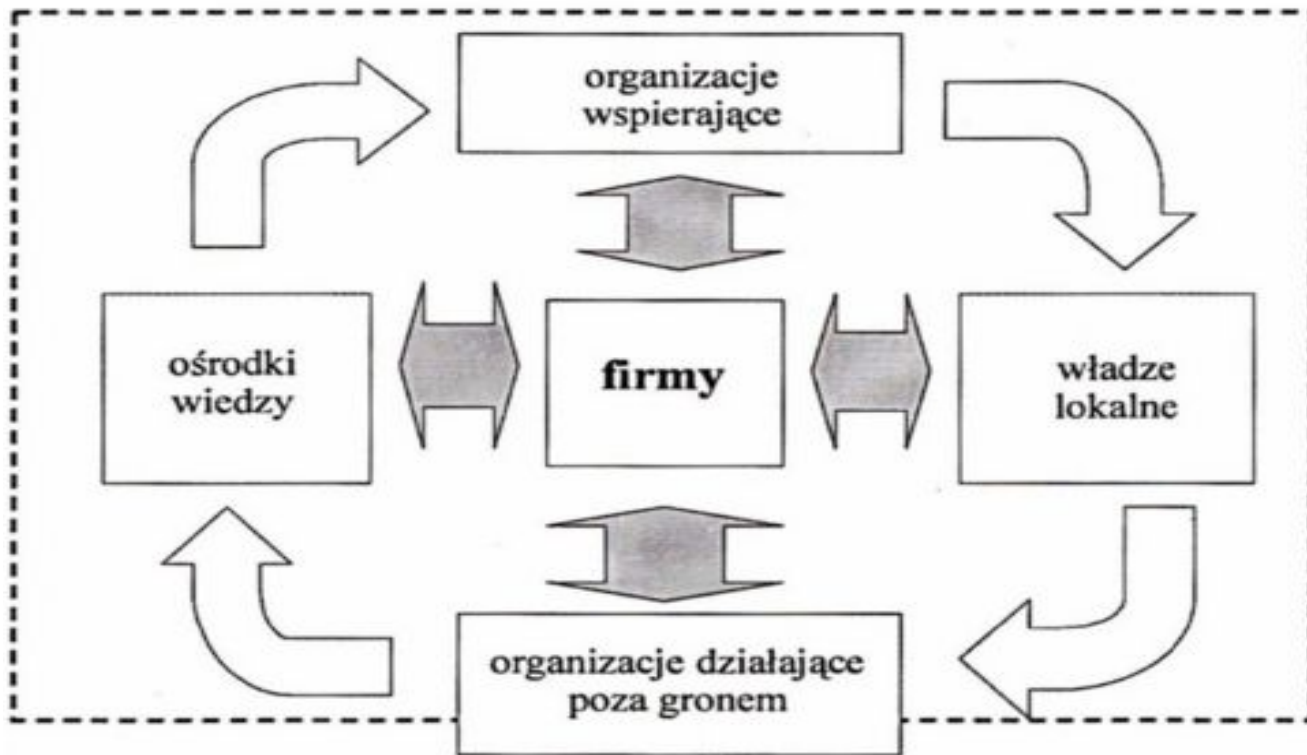 organizacje
wspierające
ośrodki
wiedzy
firmy
władze
lokalne
organizacje działające
poza gronem